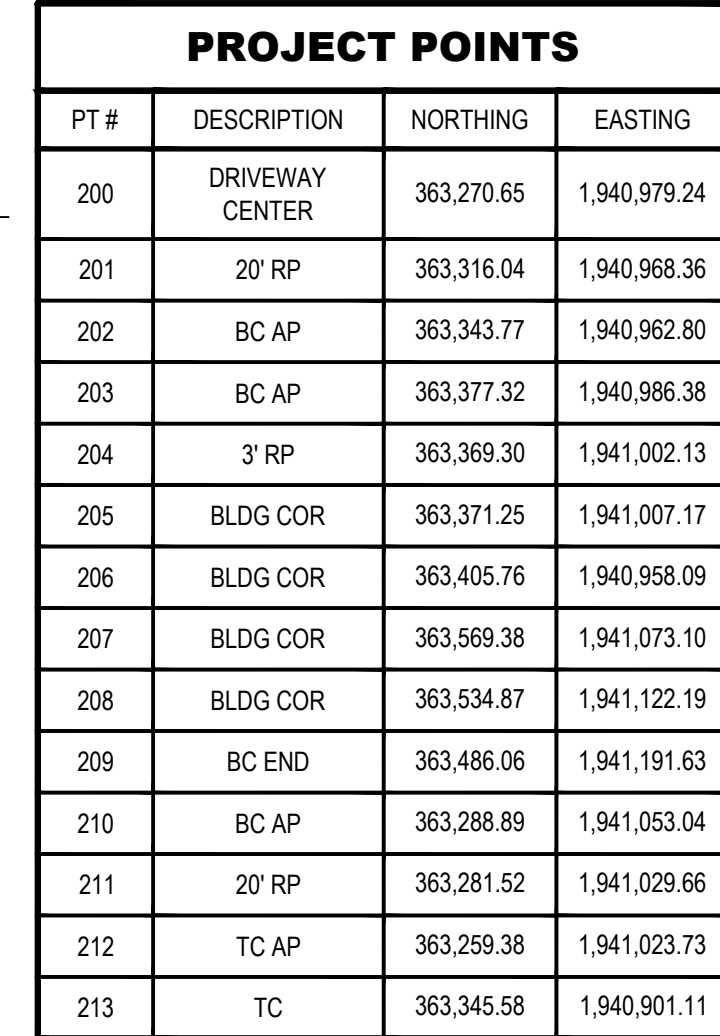 PROJECT POINTS
PT # DESCRIPTION NORTHING EASTING
200 DRIVEWAY CENTER 363,270.65 1,940,979.24
201 20' RP 363,316.04 1,940,968.36
202 BC AP 363,343.77 1,940,962.80
203 BC AP 363,377.32 1,940,986.38
204 3' RP 363,369.30 1,941,002.13
205 BLDG COR 363,371.25 1,941,007.17
206 BLDG COR 363,405.76 1,940,958.09
207 BLDG COR 363,569.38 1,941,073.10
208 BLDG COR 363,534.87 1,941,122.19
209 BC END 363,486.06 1,941,191.63
210 BC AP 363,288.89 1,941,053.04
211 20' RP 363,281.52 1,941,029.66
212 TC AP 363,259.38 1,941,023.73
213 TC 363,345.58 1,940,901.11